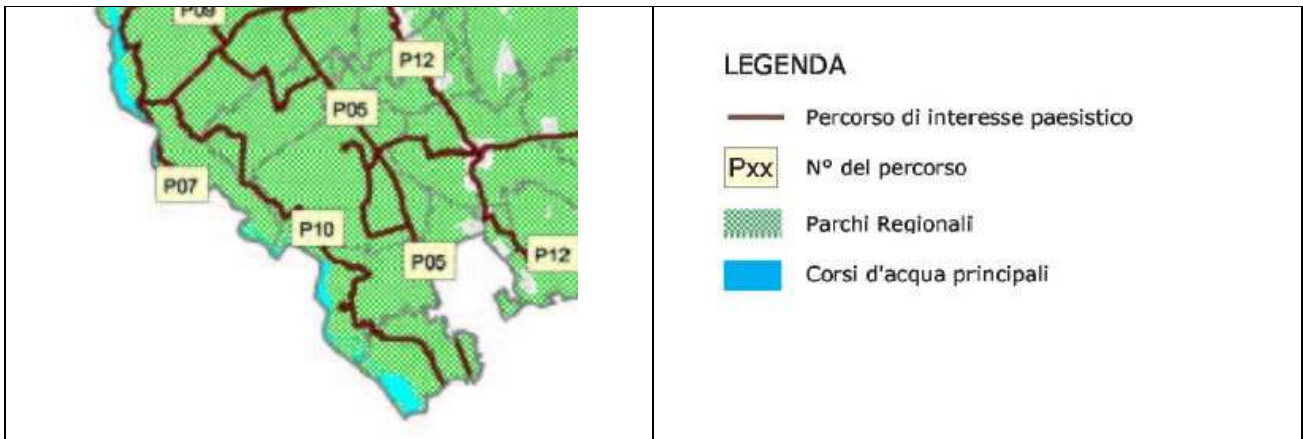 P09
P12
P05
P07
P10
P05
P12
LEGENDA
Percorso di interesse paesistico
Pxx N° del percorso
Parchi Regionali
Corsi d'acqua principali